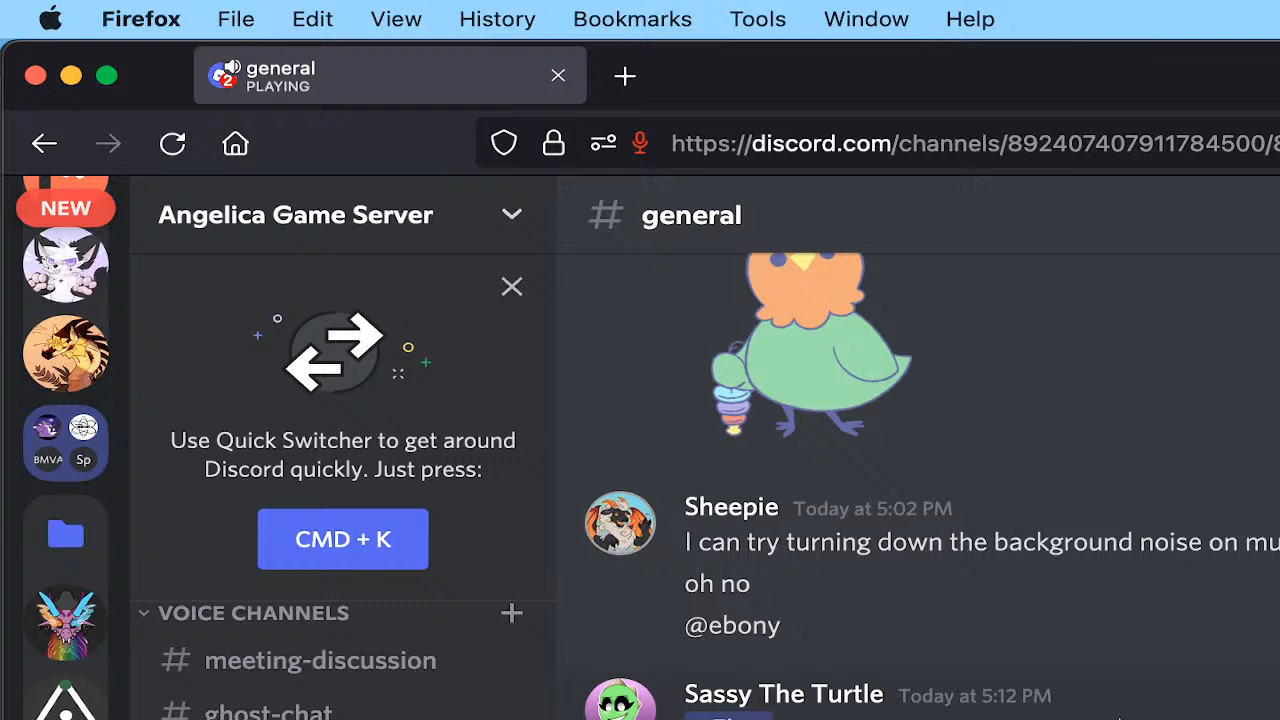 Firefox File Edit View History Bookmarks Tools Window Help
general
PLAYING
2
https://discord.com/channels/892407407911784500/
NEW
Angelica Game Server
# general
Use Quick Switcher to get around
Discord quickly. Just press:
CMD + K
BMVA
Sp
Sheepie Today at 5:02 PM
I can try turning down the background noise on mu
oh no
@ebony
VOICE CHANNELS
# meeting-discussion
# ghost-chat
Sassy The Turtle Today at 5:12 PM